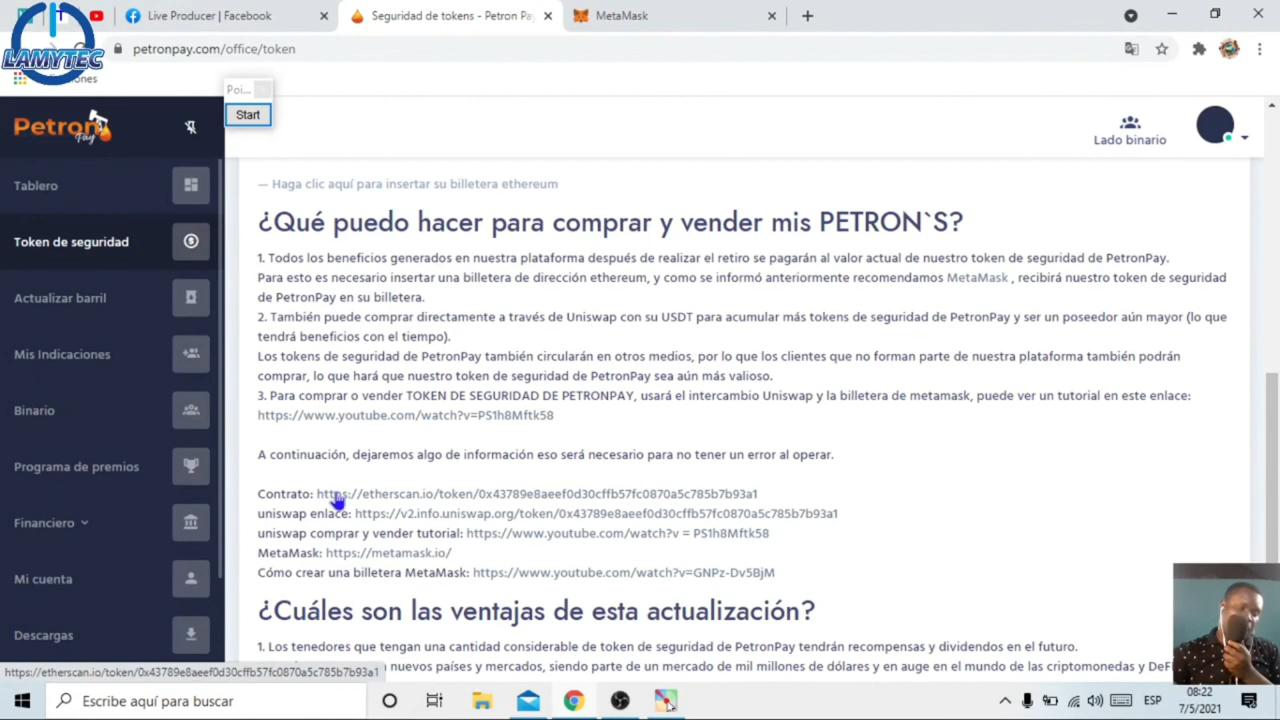 Live Producer | Facebook
Seguridad de tokens - Petron Pa
MetaMask
LAMYTEC
petronpay.com/office/token
Poi...
Start
Petron
Pay
Lado binario
Tablero
Token de seguridad
Actualizar barril
Mis Indicaciones
Binario
Programa de premios
Financiero
Mi cuenta
Descargas
— Haga clic aquí para insertar su billetera ethereum
¿Qué puedo hacer para comprar y vender mis PETRON`S?
1. Todos los beneficios generados en nuestra plataforma después de realizar el retiro se pagarán al valor actual de nuestro token de seguridad de PetronPay.
Para esto es necesario insertar una billetera de dirección ethereum, y como se informó anteriormente recomendamos MetaMask , recibirá nuestro token de seguridad
de PetronPay en su billetera.
2. También puede comprar directamente a través de Uniswap con su USDT para acumular más tokens de seguridad de PetronPay y ser un poseedor aún mayor (lo que
tendrá beneficios con el tiempo).
Los tokens de seguridad de PetronPay también circularán en otros medios, por lo que los clientes que no forman parte de nuestra plataforma también podrán
comprar, lo que hará que nuestro token de seguridad de PetronPay sea aún más valioso.
3. Para comprar o vender TOKEN DE SEGURIDAD DE PETRONPAY, usará el intercambio Uniswap y la billetera de metamask, puede ver un tutorial en este enlace:
https://www.youtube.com/watch?v=PS1h8Mftk58
A continuación, dejaremos algo de información eso será necesario para no tener un error al operar.
Contrato: https://etherscan.io/token/0x43789e8aeef0d30cffb57fc0870a5c785b7b93a1
uniswap enlace: https://v2.info.uniswap.org/token/0x43789e8aeef0d30cffb57fc0870a5c785b7b93a1
uniswap comprar y vender tutorial: https://www.youtube.com/watch?v = PS1h8Mftk58
MetaMask: https://metamask.io/
Cómo crear una billetera MetaMask: https://www.youtube.com/watch?v=GNPz-Dv5BjM
¿Cuáles son las ventajas de esta actualización?
1. Los tenedores que tengan una cantidad considerable de token de seguridad de PetronPay tendrán recompensas y dividendos en el futuro.
nuevos países y mercados, siendo parte de un mercado de mil millones de dólares y en auge en el mundo de las criptomonedas y DeFi
https://etherscan.io/token/0x43789e8aeef0d30cffb57fc0870a5c785b7b93a1
Escribe aquí para buscar
ESP
08:22
7/5/2021